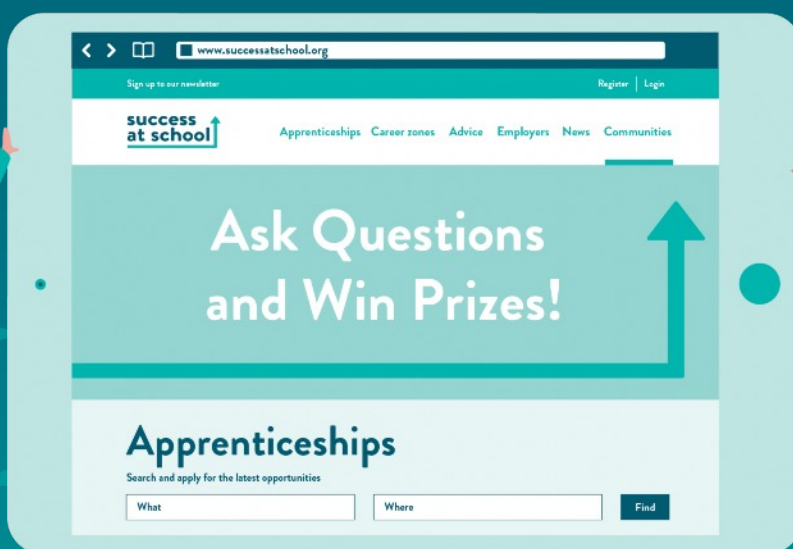 www.successatschool.org
Sign up to our newsletter
Register | Login
success
at school
Apprenticeships Career zones Advice Employers News Communities
Ask Questions
and Win Prizes!
Apprenticeships
Search and apply for the latest opportunities
What Where Find